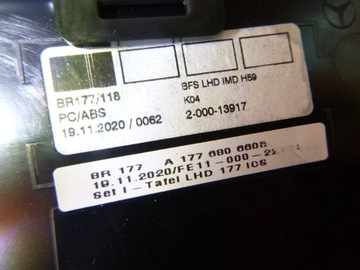 BFS LHD IMD H59
BR177/118
K04
PC/ABS
2-000-13917
19.11.2020 / 0062
BR 177 A 177 680 6608
19.11.2020/FE11-000-
Set I - Tafel LHD 177 ICS